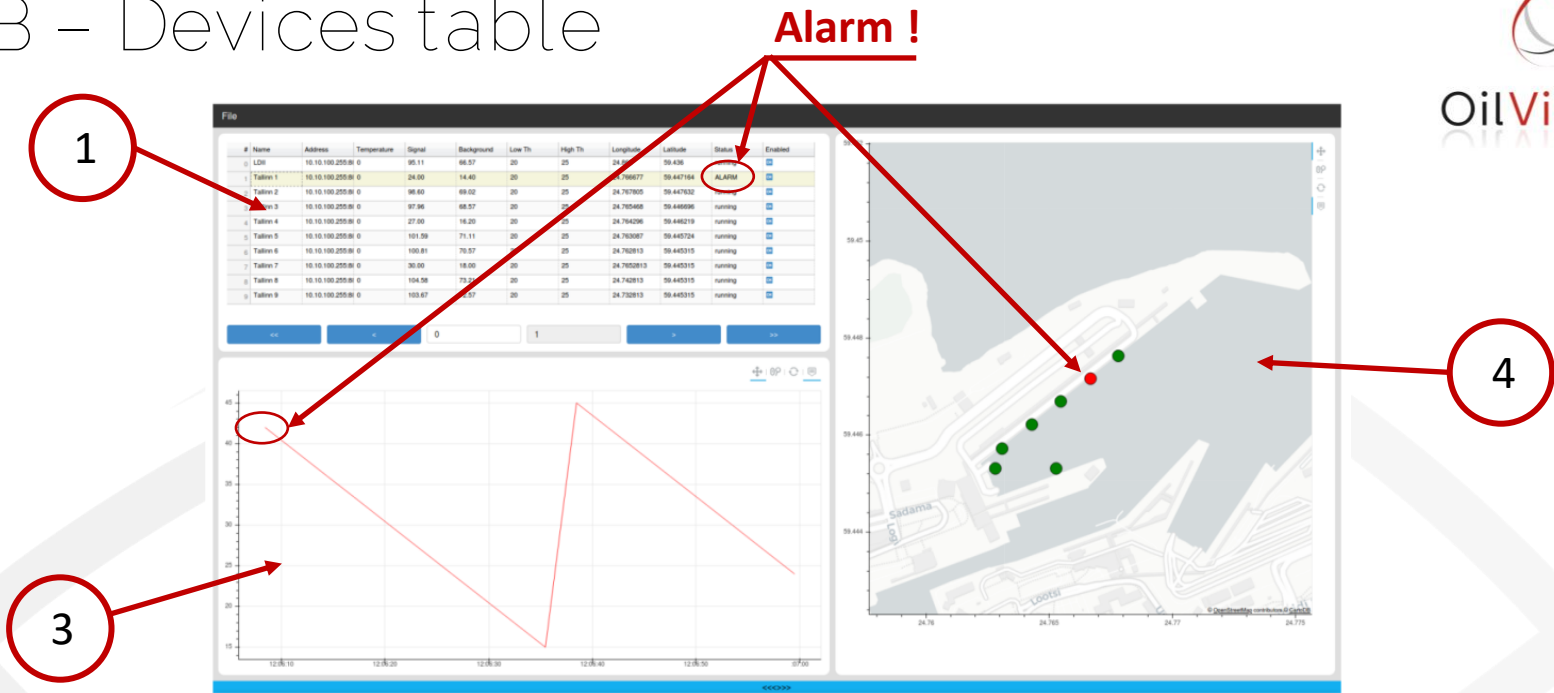 B – Devices table
Alarm !
OilVi
1
File
# Name Address Temperature Signal Background Low Th High Th Longitude Latitude Status Enabled
0 LDII 10.10.100.255:8 0 95.11 66.57 20 25 59.436 running
1 Tallinn 1 10.10.100.255:8 0 24.00 14.40 20 25 24.766677 59.447164 ALARM
2 Tallinn 2 10.10.100.255:8 0 98.60 69.02 20 25 24.767805 59.447632 running
3 Tallinn 3 10.10.100.255:8 0 97.96 68.57 20 25 24.765468 59.446696 running
4 Tallinn 4 10.10.100.255:8 0 27.00 16.20 20 25 24.764296 59.446219 running
5 Tallinn 5 10.10.100.255:8 0 101.59 71.11 20 25 24.763087 59.445724 running
6 Tallinn 6 10.10.100.255:8 0 100.81 70.57 25 24.762813 59.445315 running
7 Tallinn 7 10.10.100.255:8 0 30.00 18.00 20 25 24.7652813 59.445315 running
8 Tallinn 8 10.10.100.255:8 0 104.58 73.21 20 25 24.742813 59.445315 running
9 Tallinn 9 10.10.100.255:8 0 103.67 20 25 24.732813 59.445315 running
<< < 0 1 > >>
45
40
35
30
25
20
15
12:06:10 12:06:20 12:06:30 12:06:40 12:06:50 :07:00
3
59.45
59.448
59.446
59.444
Sadama
Logi
Lootsi
© OpenStreetMap contributors,© CartoDB
24.76 24.765 24.77 24.775
4
<<<>>>